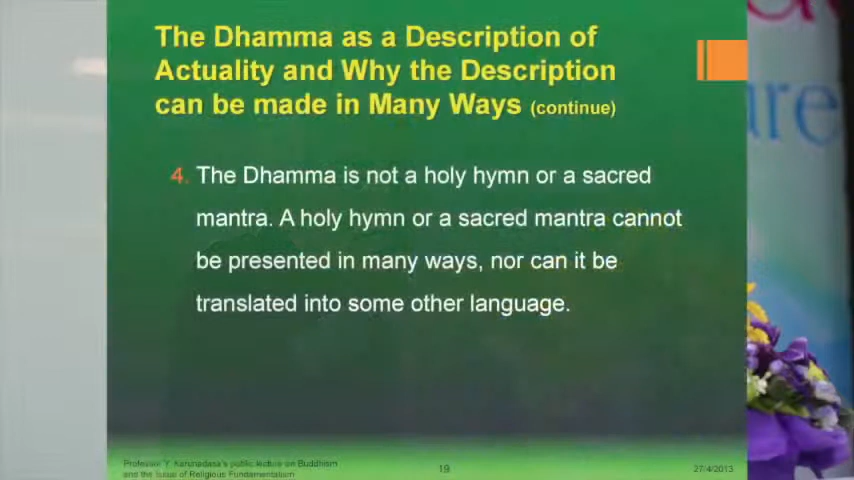 The Dhamma as a Description of
Actuality and Why the Description
can be made in Many Ways (continue)
4. The Dhamma is not a holy hymn or a sacred
mantra. A holy hymn or a sacred mantra cannot
be presented in many ways, nor can it be
translated into some other language.
Professor Y. Karunadasa's public lecture on Buddhism
and the Issue of Religious Fundamentalism
19
27/4/2013